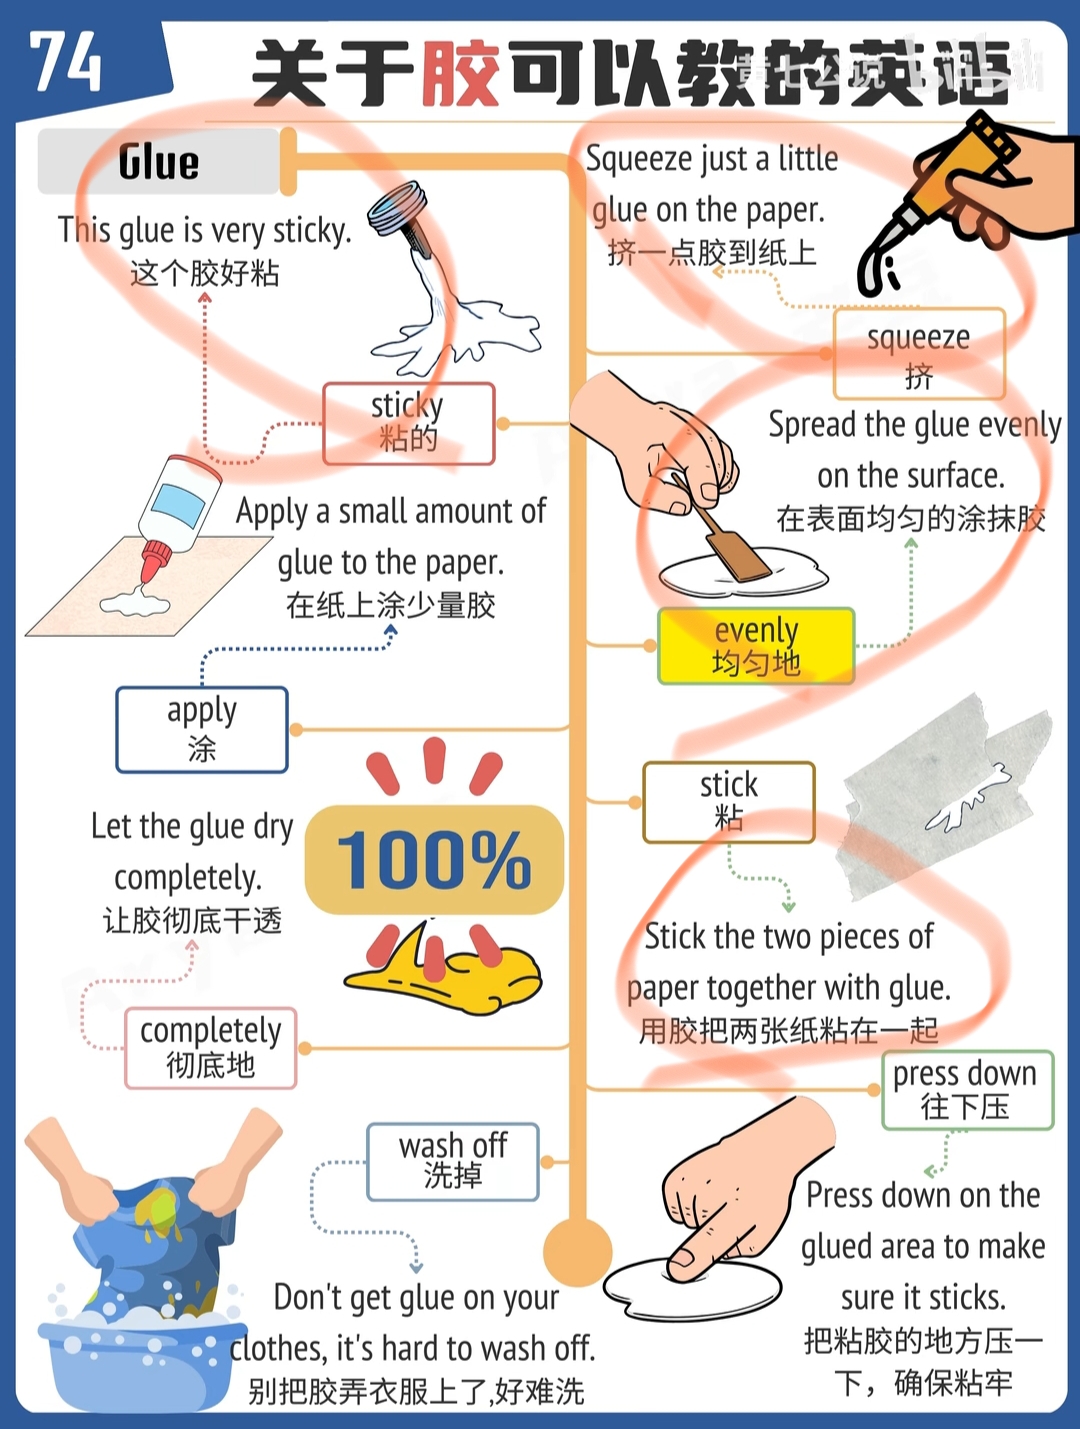 74
关于胶可以教的英语
黄七公说
bilibili
Glue
This glue is very sticky.
这个胶好粘
sticky
粘的
Apply a small amount of
glue to the paper.
在纸上涂少量胶
apply
涂
Let the glue dry
completely.
让胶彻底干透
100%
completely
彻底地
wash off
洗掉
Don't get glue on your
clothes, it's hard to wash off.
别把胶弄衣服上了,好难洗
Squeeze just a little
glue on the paper.
挤一点胶到纸上
squeeze
挤
Spread the glue evenly
on the surface.
在表面均匀的涂抹胶
evenly
均匀地
stick
粘
Stick the two pieces of
paper together with glue.
用胶把两张纸粘在一起
press down
往下压
Press down on the
glued area to make
sure it sticks.
把粘胶的地方压一
下，确保粘牢